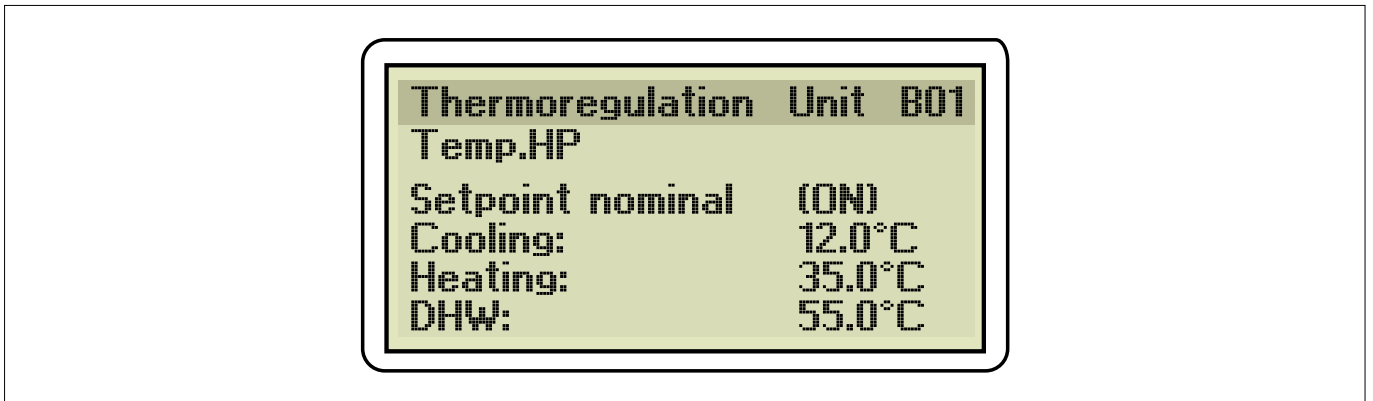 Thermoregulation Unit B01
Temp.HP
Setpoint nominal (ON)
Cooling: 12.0°C
Heating: 35.0°C
DHW: 55.0°C